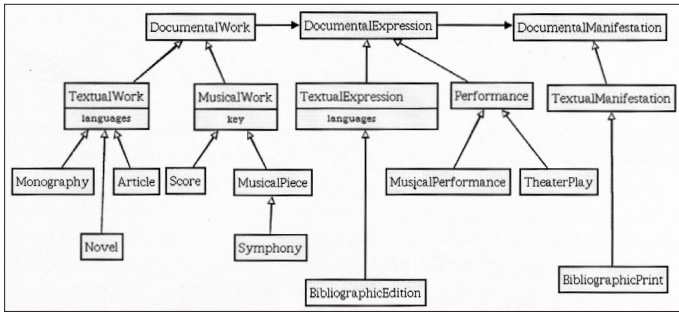 DocumentalWork DocumentalExpression DocumentalManifestation
TextualWork MusicalWork TextualExpression Performance TextualManifestation
languages key languages
Monography Article Score MusicalPiece MusicalPerformance TheaterPlay
Novel Symphony
BibliographicEdition BibliographicPrint